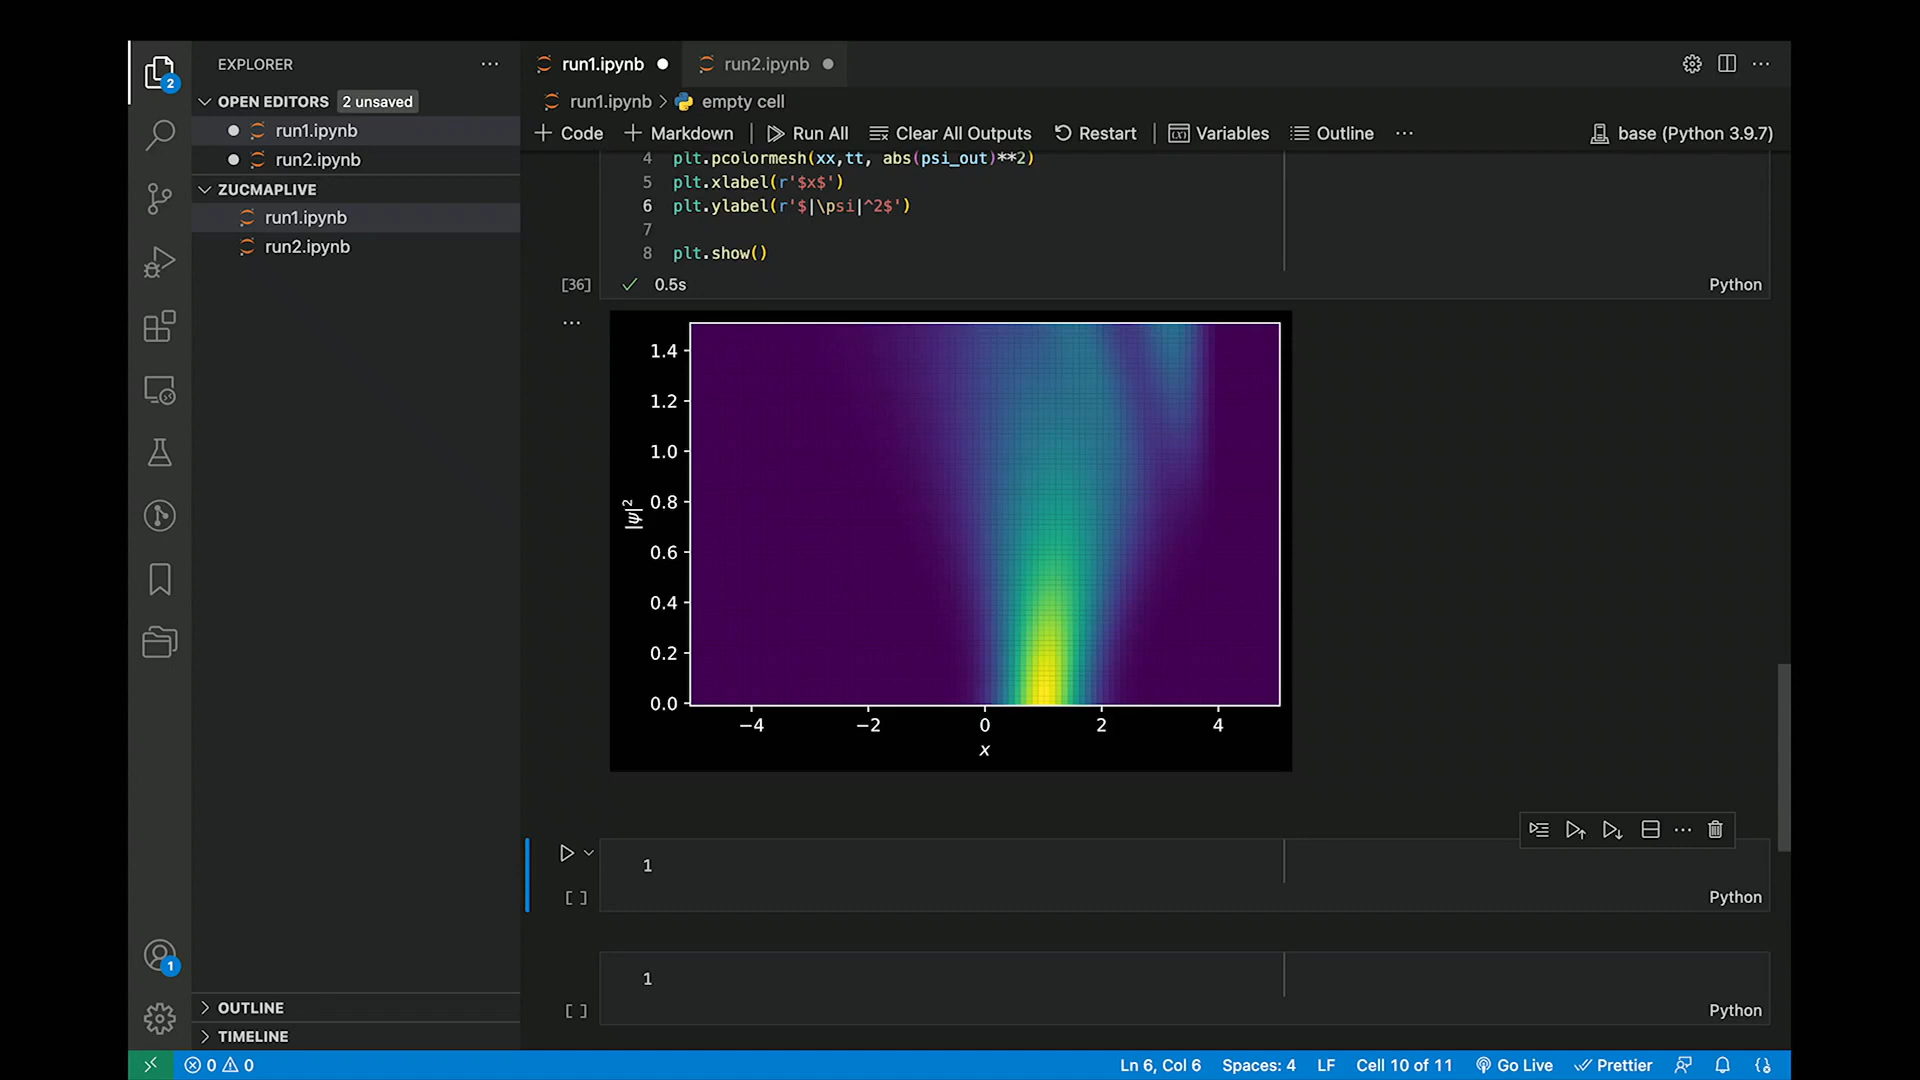 EXPLORER
OPEN EDITORS 2 unsaved
run1.ipynb
run2.ipynb
ZUCMAPLIVE
run1.ipynb
run2.ipynb
OUTLINE
TIMELINE
2
1
run1.ipynb
run2.ipynb
run1.ipynb > empty cell
Code Markdown Run All Clear All Outputs Restart Variables Outline ... base (Python 3.9.7)
4 plt.pcolormesh(xx,tt, abs(psi_out)**2)
5 plt.xlabel(r'$x$')
6 plt.ylabel(r'$|\psi|^2$')
7
8 plt.show()
[36] 0.5s Python
1.4
1.2
1.0
0.8
0.6
0.4
0.2
0.0
|ψ|²
−4 −2 0 2 4
x
1
[ ] Python
1
[ ] Python
0 0 Ln 6, Col 6 Spaces: 4 LF Cell 10 of 11 Go Live Prettier